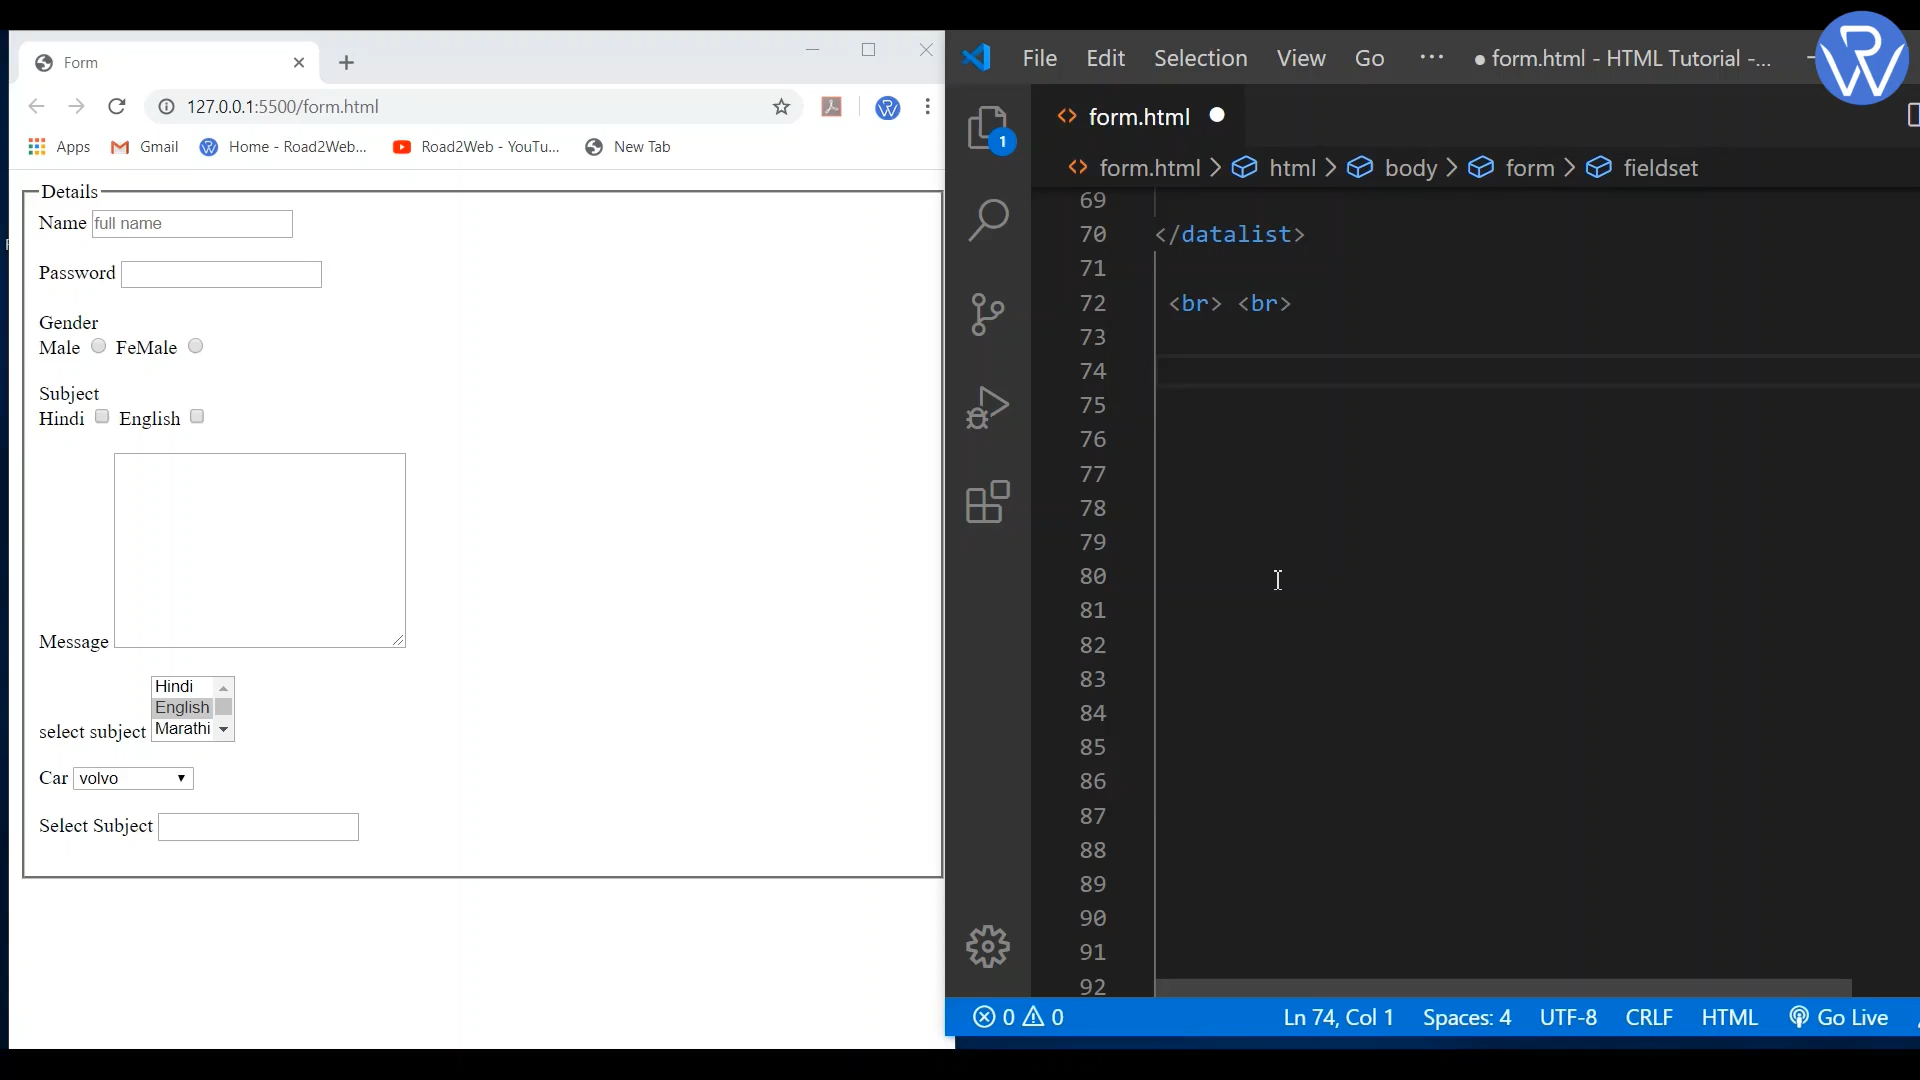 Form
127.0.0.1:5500/form.html
Apps
Gmail
Home - Road2Web...
Road2Web - YouTu...
New Tab
Details
Name full name
Password
Gender
Male FeMale
Subject
Hindi English
Message
Hindi
English
Marathi
select subject
Car volvo
Select Subject
File Edit Selection View Go ··· ● form.html - HTML Tutorial -...
RW
form.html ●
1
form.html > html > body > form > fieldset
69
70 </datalist>
71
72 <br> <br>
73
74
75
76
77
78
79
80
81
82
83
84
85
86
87
88
89
90
91
92
0 0 Ln 74, Col 1 Spaces: 4 UTF-8 CRLF HTML Go Live